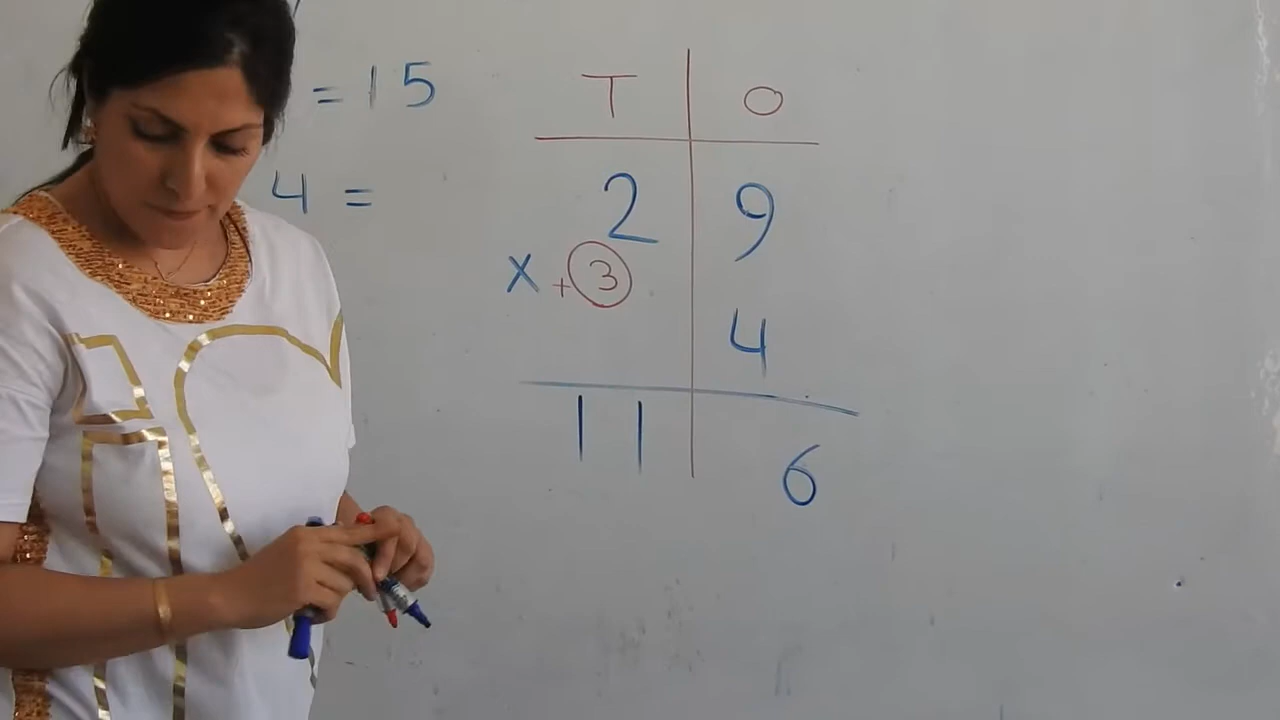 = 15
4 =
T O
2 9
x +3
4
11 6